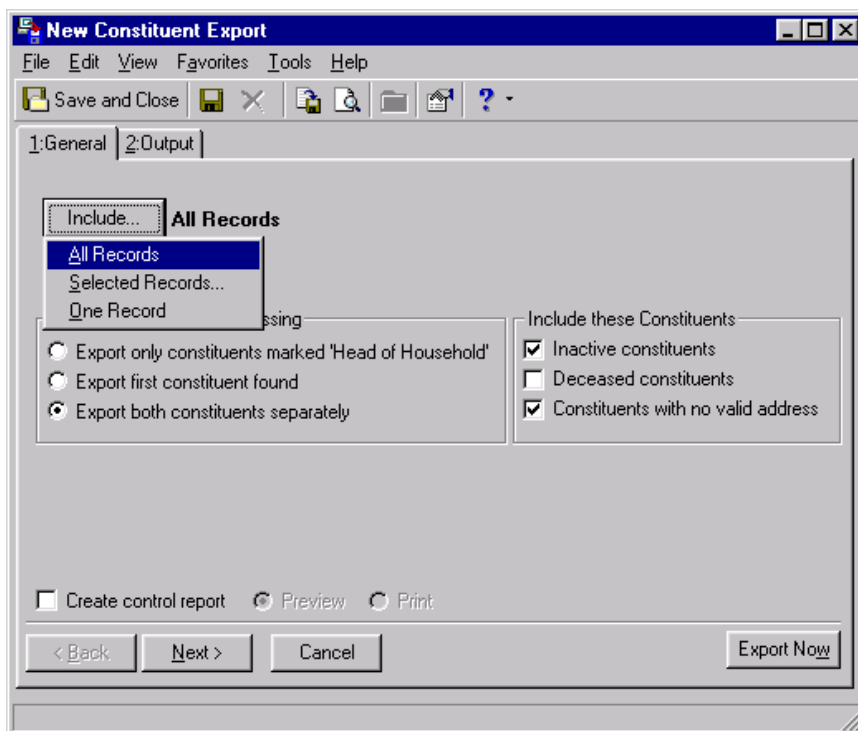 New Constituent Export
File Edit View Favorites Tools Help
Save and Close ?
1:General 2:Output
Include... All Records
All Records
Selected Records...
One Record
ssing
Include these Constituents
Export only constituents marked 'Head of Household'
Inactive constituents
Export first constituent found
Deceased constituents
Export both constituents separately
Constituents with no valid address
Create control report Preview Print
< Back Next > Cancel Export Now